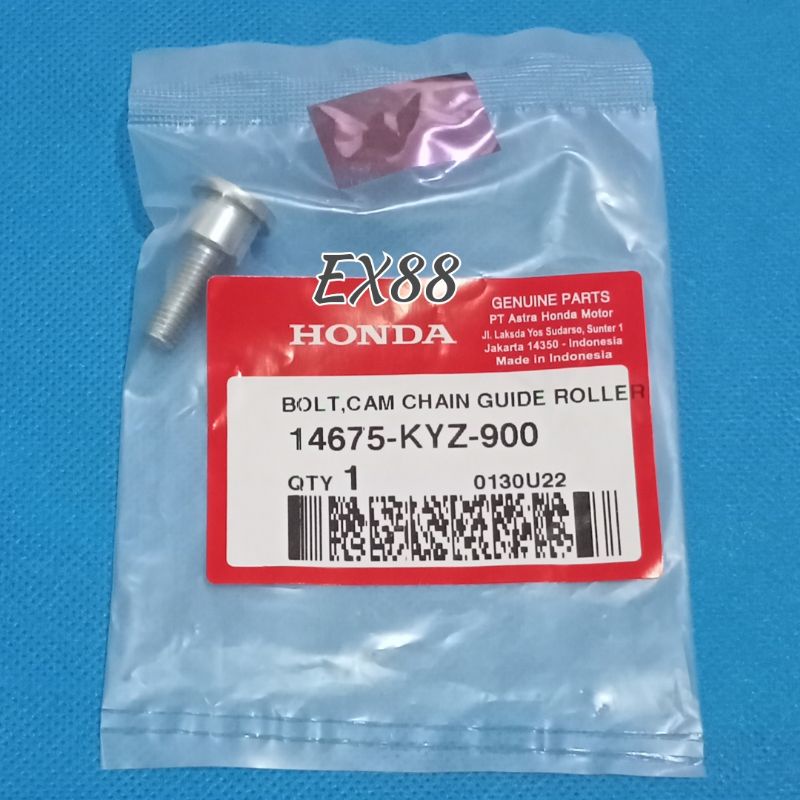 EX88
HONDA
GENUINE PARTS
PT Astra Honda Motor
Jl. Laksda Yos Sudarso, Sunter 1
Jakarta 14350 - Indonesia
Made in Indonesia
BOLT,CAM CHAIN GUIDE ROLLER
14675-KYZ-900
QTY 1 0130U22